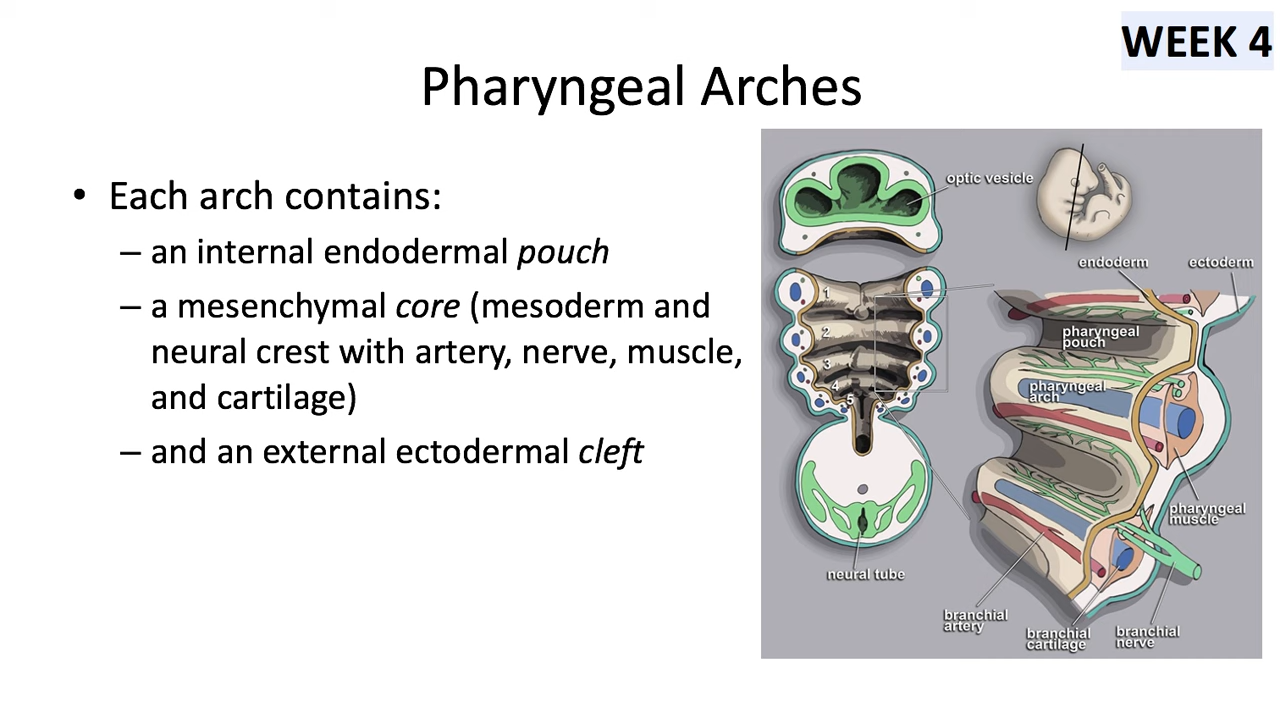 WEEK 4
Pharyngeal Arches
• Each arch contains:
– an internal endodermal pouch
– a mesenchymal core (mesoderm and
neural crest with artery, nerve, muscle,
and cartilage)
– and an external ectodermal cleft
optic vesicle
endoderm
ectoderm
1
2
3
4
5
pharyngeal
pouch
pharyngeal
arch
pharyngeal
muscle
neural tube
branchial
artery
branchial
cartilage
branchial
nerve